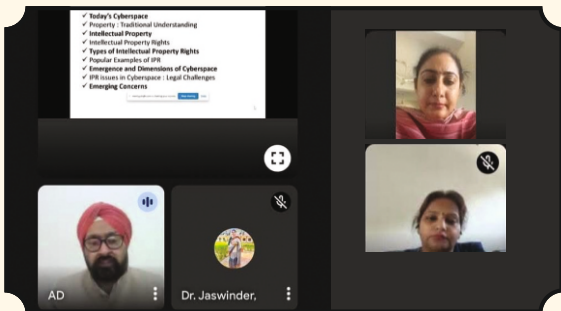 ✓ Today's Cyberspace
✓ Property : Traditional Understanding
✓ Intellectual Property
✓ Intellectual Property Rights
✓ Types of Intellectual Property Rights
✓ Popular Examples of IPR
✓ Emergence and Dimensions of Cyberspace
✓ IPR issues in Cyberspace : Legal Challenges
✓ Emerging Concerns
AD
Dr. Jaswinder,